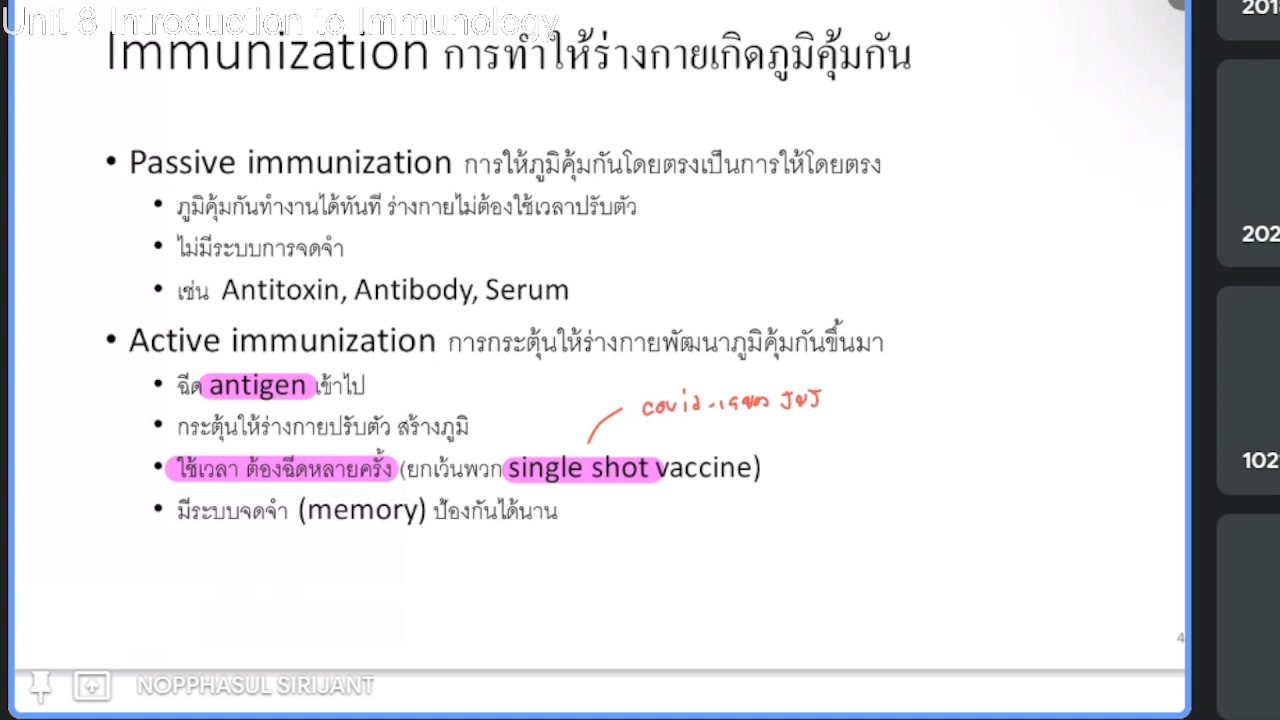 Unit 8 Introduction to Immunology
Immunization การทำให้ร่างกายเกิดภูมิคุ้มกัน
• Passive immunization การให้ภูมิคุ้มกันโดยตรงเป็นการให้โดยตรง
• ภูมิคุ้มกันทำงานได้ทันที ร่างกายไม่ต้องใช้เวลาปรับตัว
• ไม่มีระบบการจดจำ
• เช่น Antitoxin, Antibody, Serum
• Active immunization การกระตุ้นให้ร่างกายพัฒนาภูมิคุ้มกันขึ้นมา
• ฉีด antigen เข้าไป
covid
• กระตุ้นให้ร่างกายปรับตัว สร้างภูมิ
• ใช้เวลา ต้องฉีดหลายครั้ง (ยกเว้นพวก single shot vaccine)
• มีระบบจดจำ (memory) ป้องกันได้นาน
4
NOPPHASUL SIRIJANT
201
202
102